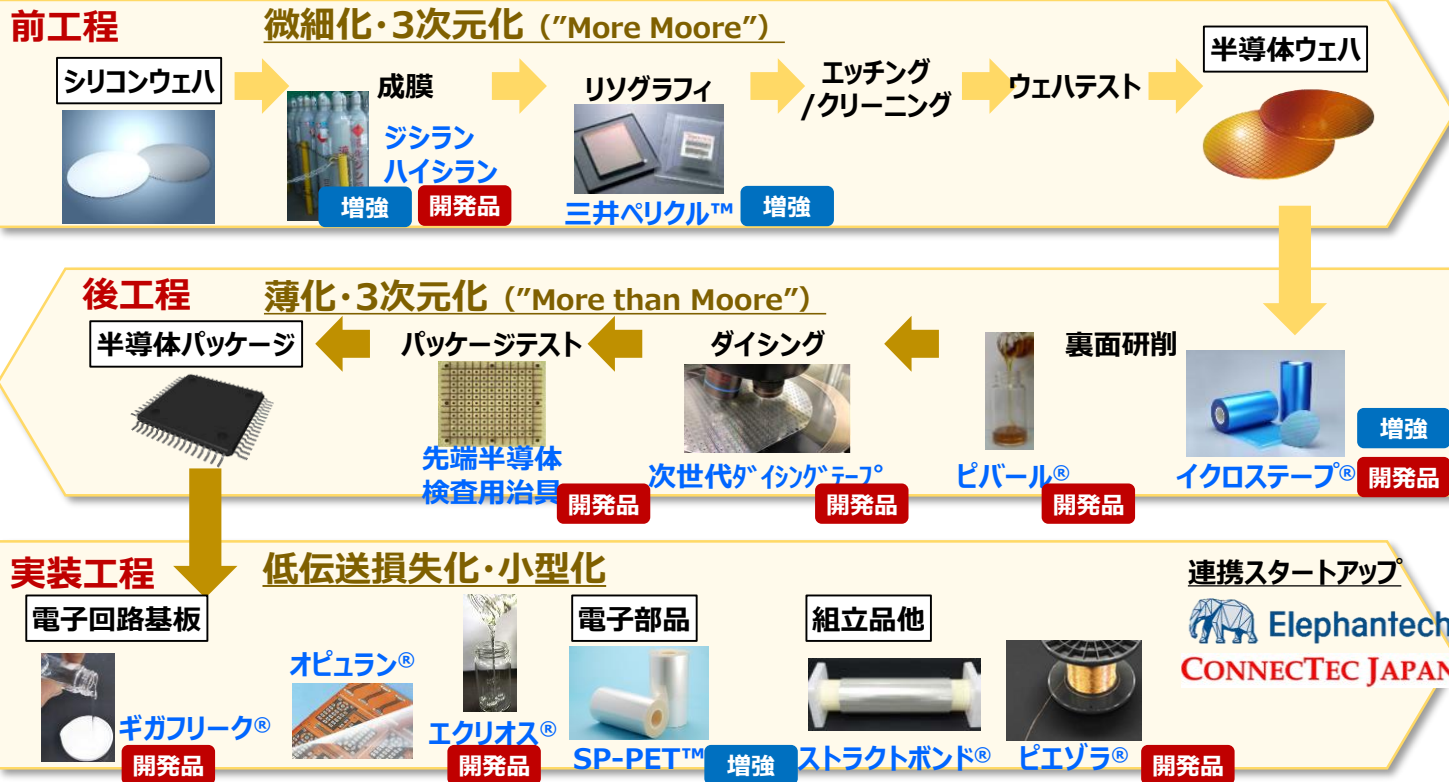 前工程
微細化・3次元化（”More Moore”）
シリコンウェハ
成膜
ジシラン
ハイシラン
増強
開発品
リソグラフィ
三井ペリクル™
増強
エッチング
/クリーニング
ウェハテスト
半導体ウェハ
後工程
薄化・3次元化（”More than Moore”）
半導体パッケージ
パッケージテスト
先端半導体
検査用治具
開発品
ダイシング
次世代ﾀﾞｲｼﾝｸﾞﾃｰﾌﾟ
開発品
裏面研削
ピバール®
開発品
イクロステープ®
増強
開発品
実装工程
低伝送損失化・小型化
電子回路基板
ギガフリーク®
開発品
オピュラン®
エクリオス®
開発品
電子部品
SP-PET™
増強
組立品他
ストラクトボンド®
ピエゾラ®
開発品
連携スタートアップ
Elephantech
CONNECTEC JAPAN